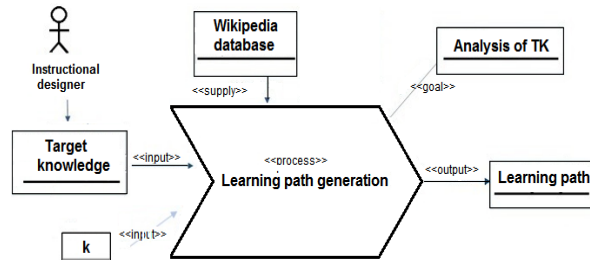 Wikipedia
database
Analysis of TK
Instructional
designer
<<supply>>
<<goal>>
Target
knowledge
<<input>>
<<process>>
Learning path generation
<<output>>
Learning path
<<input>>
k